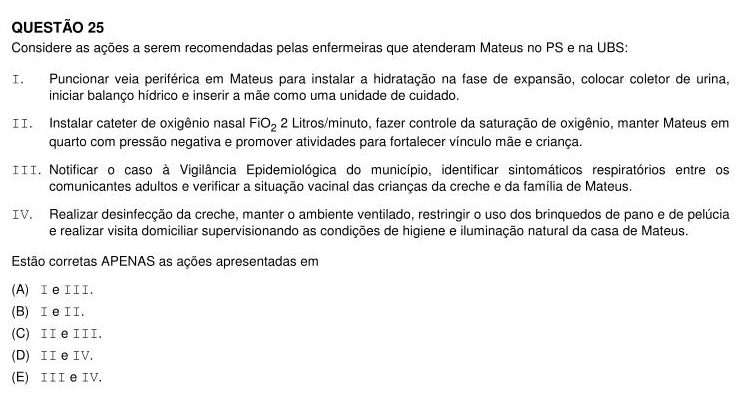 QUESTÃO 25
Considere as ações a serem recomendadas pelas enfermeiras que atenderam Mateus no PS e na UBS:
I. Puncionar veia periférica em Mateus para instalar a hidratação na fase de expansão, colocar coletor de urina,
iniciar balanço hídrico e inserir a mãe como uma unidade de cuidado.
II. Instalar cateter de oxigênio nasal FiO2 2 Litros/minuto, fazer controle da saturação de oxigênio, manter Mateus em
quarto com pressão negativa e promover atividades para fortalecer vínculo mãe e criança.
III. Notificar o caso à Vigilância Epidemiológica do município, identificar sintomáticos respiratórios entre os
comunicantes adultos e verificar a situação vacinal das crianças da creche e da família de Mateus.
IV. Realizar desinfecção da creche, manter o ambiente ventilado, restringir o uso dos brinquedos de pano e de pelúcia
e realizar visita domiciliar supervisionando as condições de higiene e iluminação natural da casa de Mateus.
Estão corretas APENAS as ações apresentadas em
(A) I e III.
(B) I e II.
(C) II e III.
(D) II e IV.
(E) III e IV.